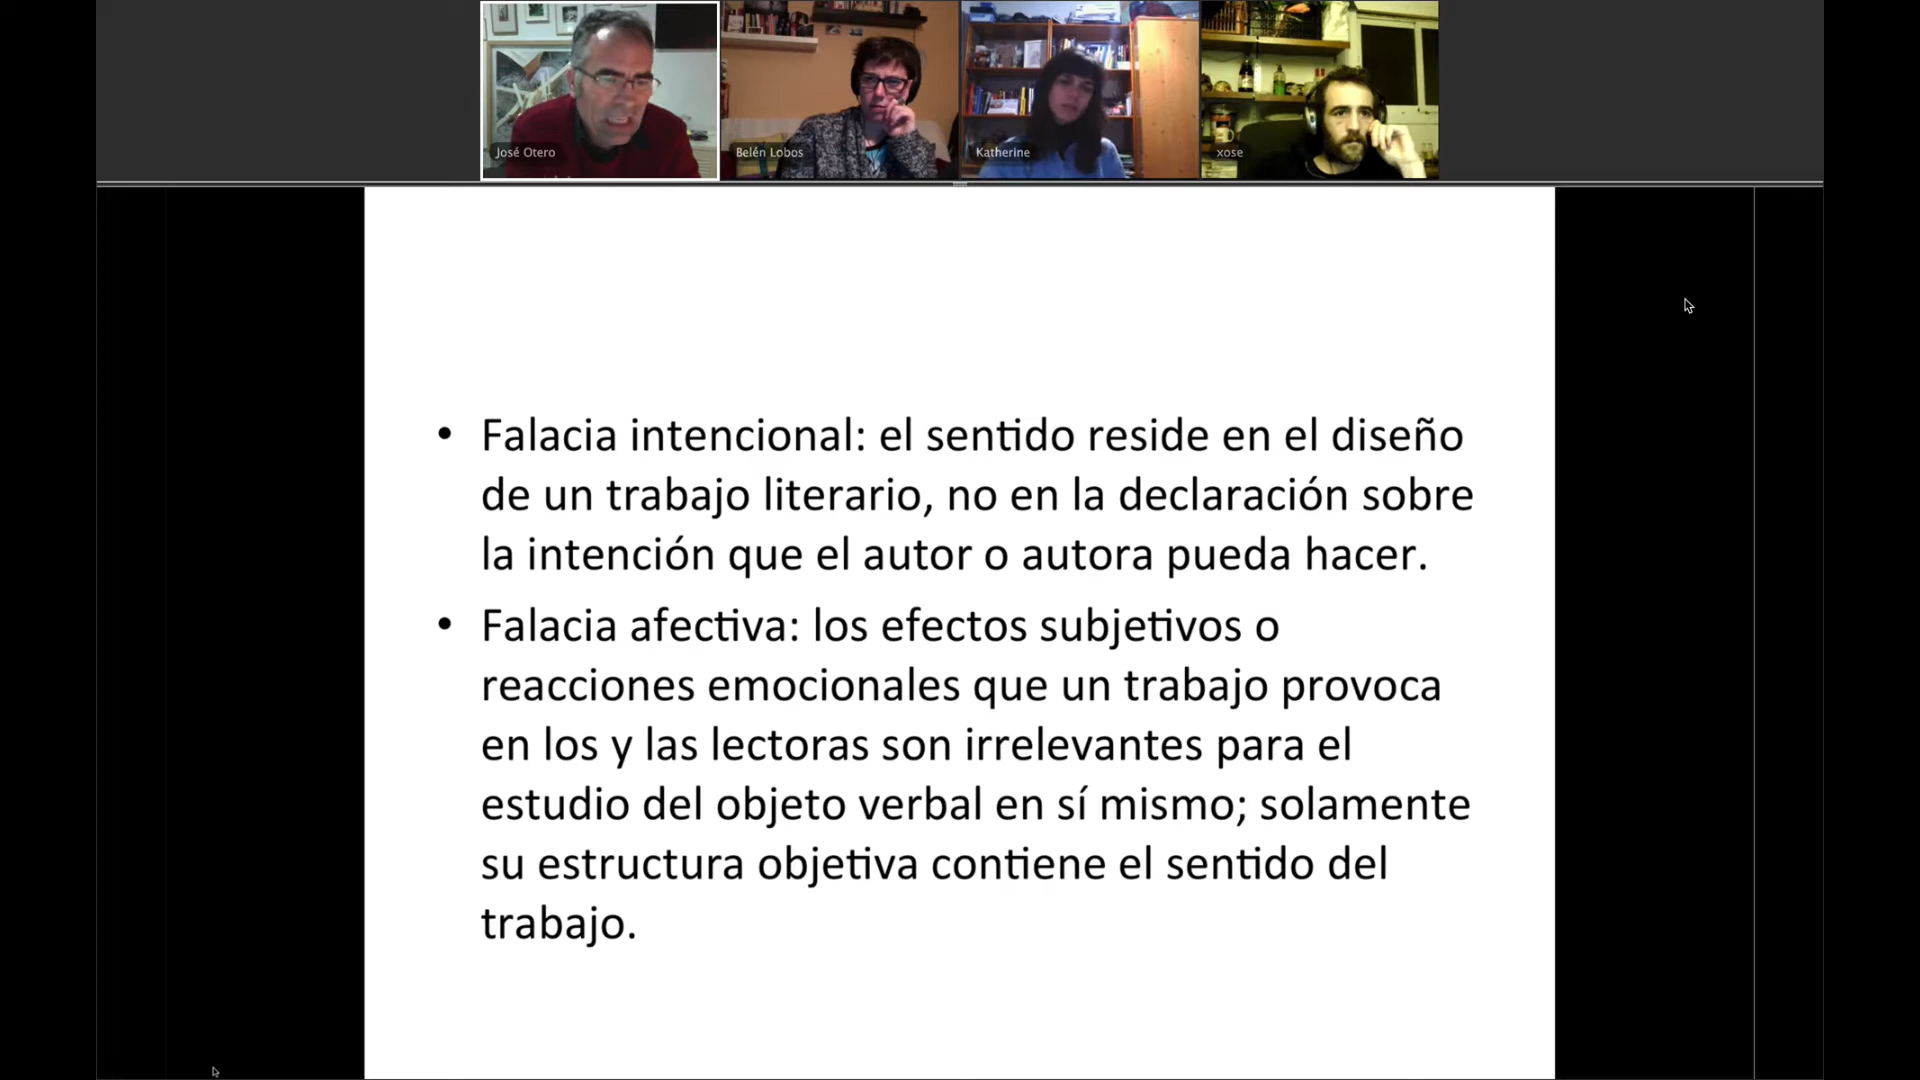 José Otero
Belén Lobos
Katherine
xose
• Falacia intencional: el sentido reside en el diseño
de un trabajo literario, no en la declaración sobre
la intención que el autor o autora pueda hacer.
• Falacia afectiva: los efectos subjetivos o
reacciones emocionales que un trabajo provoca
en los y las lectoras son irrelevantes para el
estudio del objeto verbal en sí mismo; solamente
su estructura objetiva contiene el sentido del
trabajo.